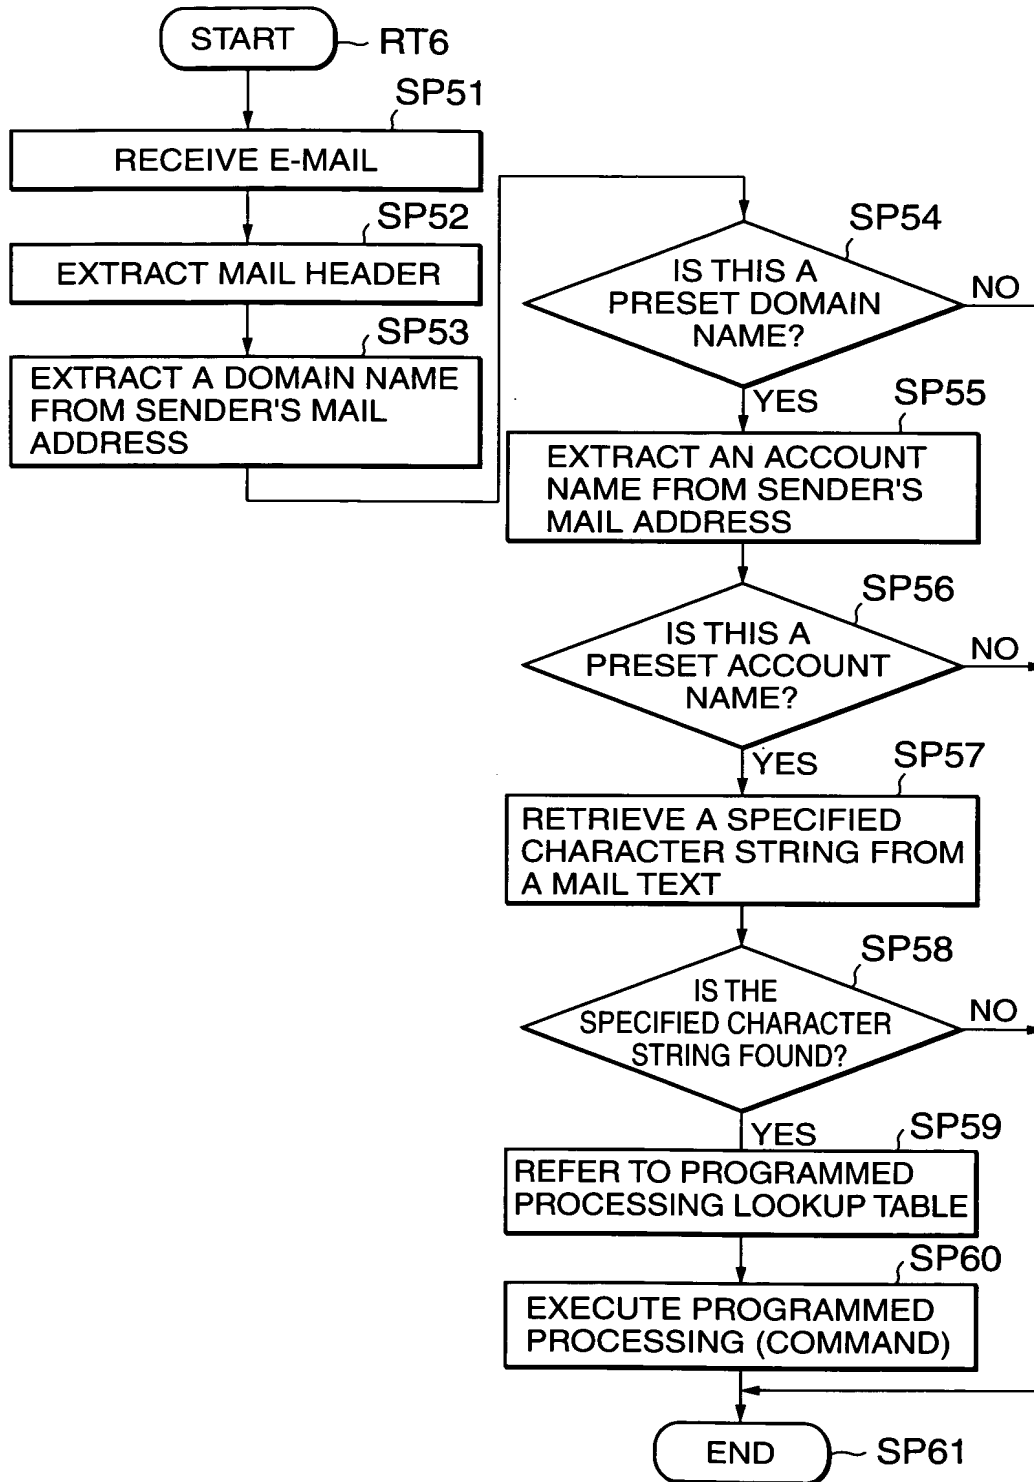 START
RT6
SP51
RECEIVE E-MAIL
SP52
EXTRACT MAIL HEADER
SP53
EXTRACT A DOMAIN NAME
FROM SENDER'S MAIL
ADDRESS
SP54
IS THIS A
PRESET DOMAIN
NAME?
NO
YES
SP55
EXTRACT AN ACCOUNT
NAME FROM SENDER'S
MAIL ADDRESS
SP56
IS THIS A
PRESET ACCOUNT
NAME?
NO
YES
SP57
RETRIEVE A SPECIFIED
CHARACTER STRING FROM
A MAIL TEXT
SP58
IS THE
SPECIFIED CHARACTER
STRING FOUND?
NO
YES
SP59
REFER TO PROGRAMMED
PROCESSING LOOKUP TABLE
SP60
EXECUTE PROGRAMMED
PROCESSING (COMMAND)
END
SP61